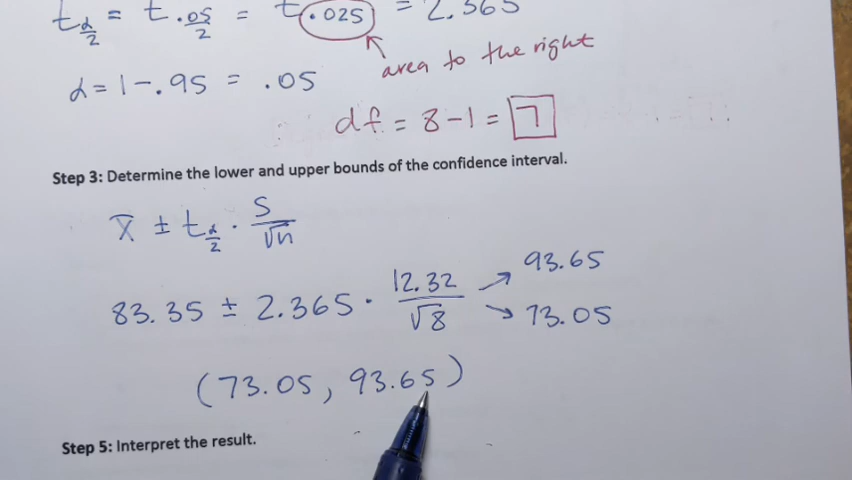 t α/2 = t .05/2 = t .025 = 2.365
area to the right
α = 1 - .95 = .05
df = 8 - 1 = 7
Step 3: Determine the lower and upper bounds of the confidence interval.
x̅ ± t α/2 · S/√n
83.35 ± 2.365 · 12.32/√8 → 93.65
→ 73.05
(73.05, 93.65)
Step 5: Interpret the result.